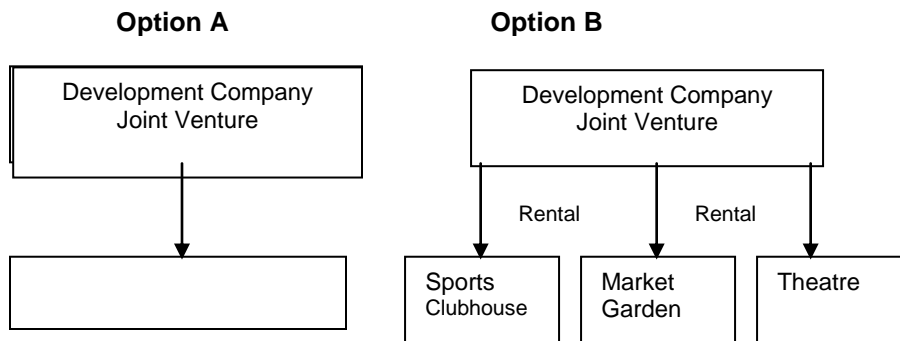 Option A
Option B
Development Company
Joint Venture
Development Company
Joint Venture
Rental
Rental
Sports
Clubhouse
Market
Garden
Theatre